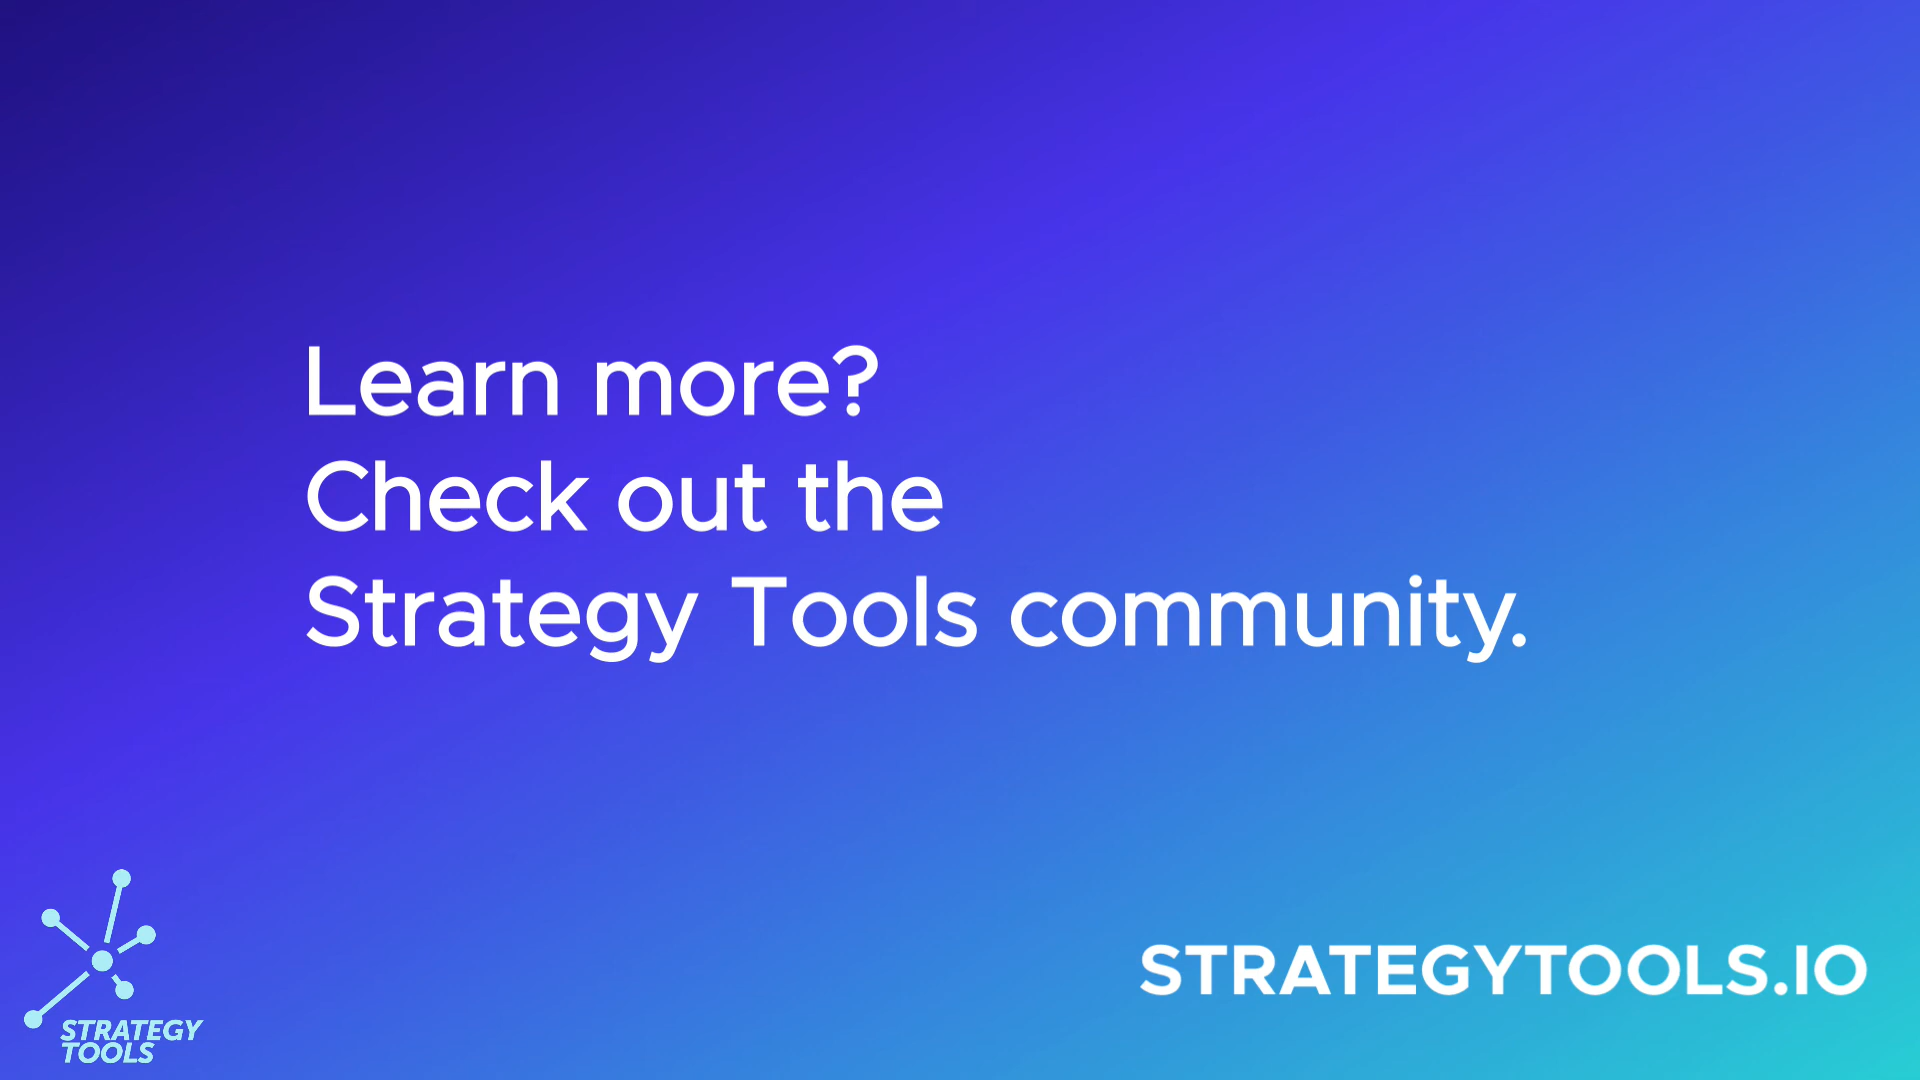 Learn more?
Check out the
Strategy Tools community.
STRATEGYTOOLS.IO
STRATEGY
TOOLS